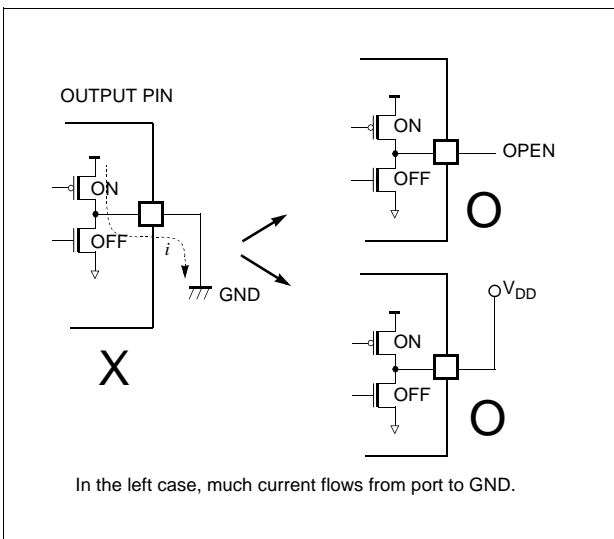 OUTPUT PIN
ON
OFF
i
GND
X
ON
OFF
OPEN
O
VDD
ON
OFF
O
In the left case, much current flows from port to GND.